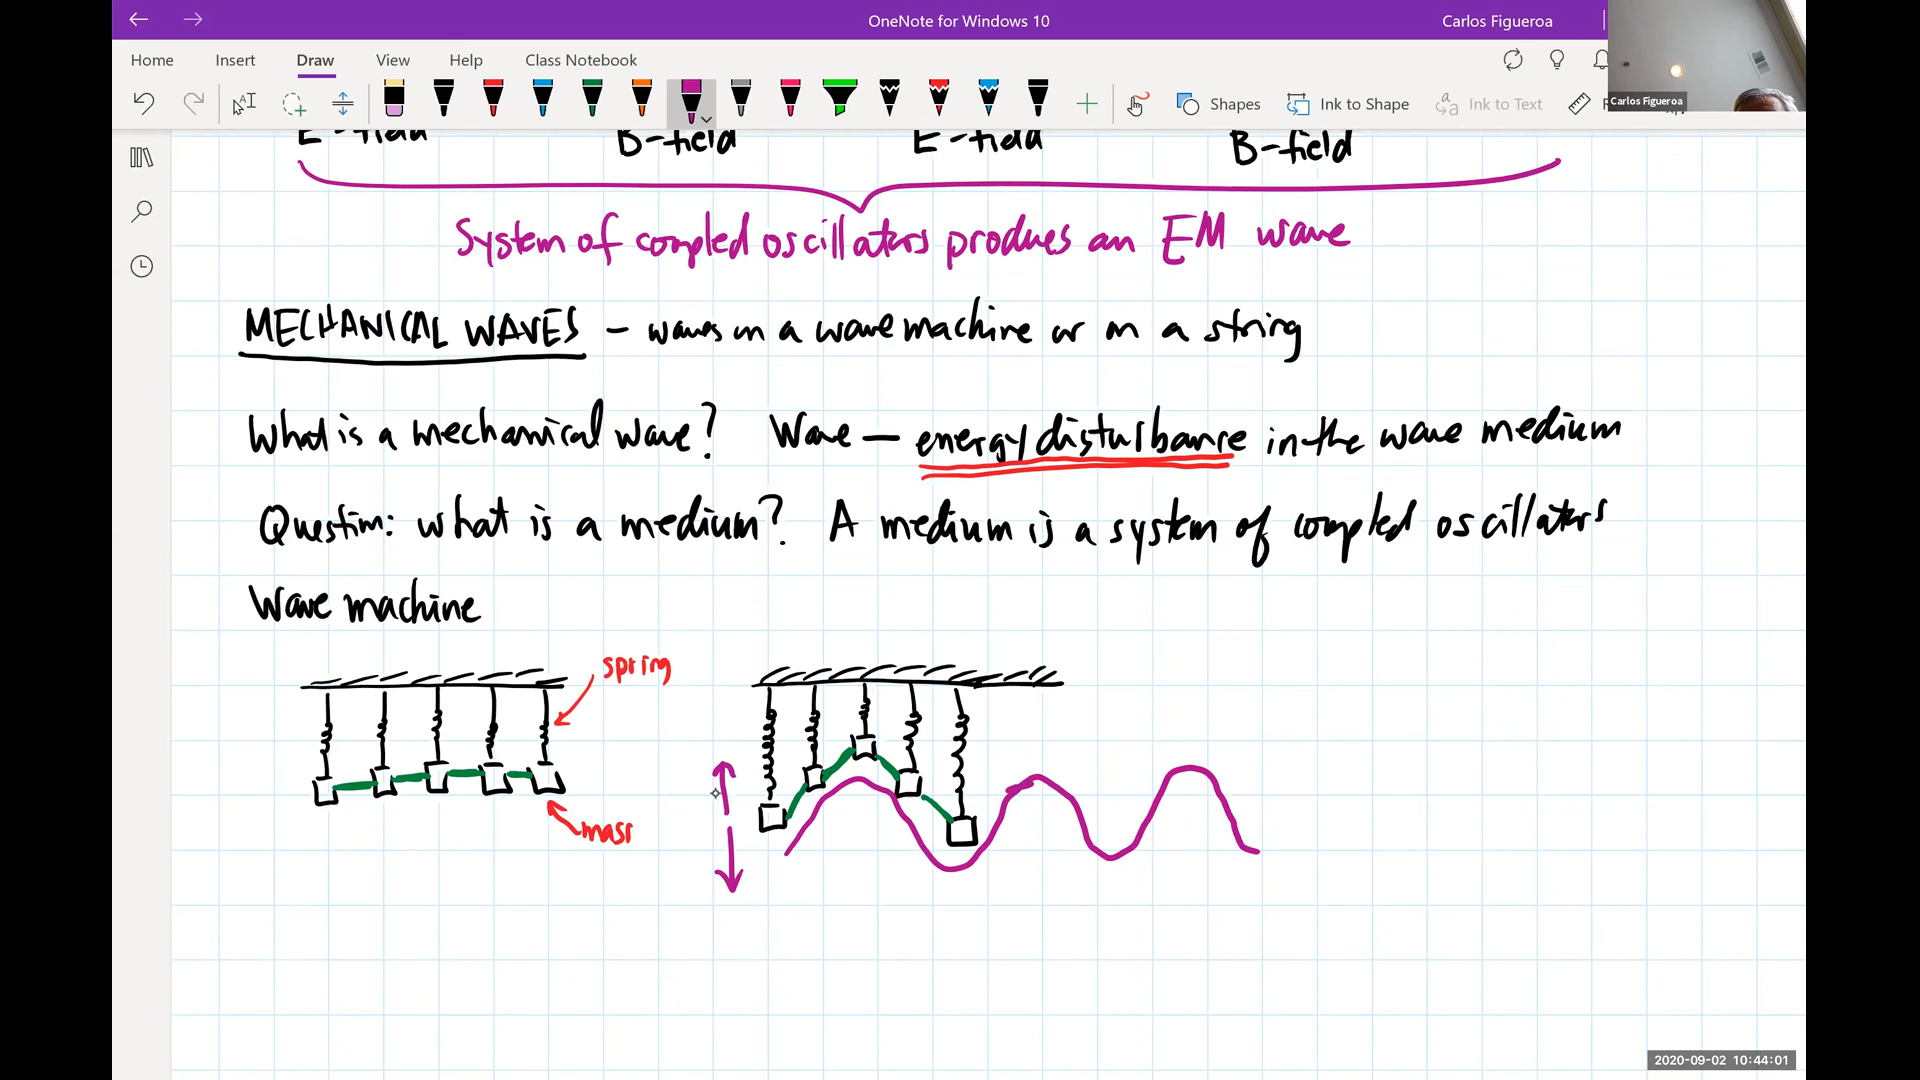 OneNote for Windows 10
Carlos Figueroa
Home Insert Draw View Help Class Notebook
Shapes Ink to Shape Ink to Text
Carlos Figueroa
E-field B-field E-field B-field
System of coupled oscillators produes an EM wave
MECHANICAL WAVES – waves in a wave machine or on a string
What is a mechanical wave? Wave — energy disturbance in the wave medium
Question: what is a medium? A medium is a system of coupled oscillators
Wave machine
spring
mass
2020-09-02 10:44:01